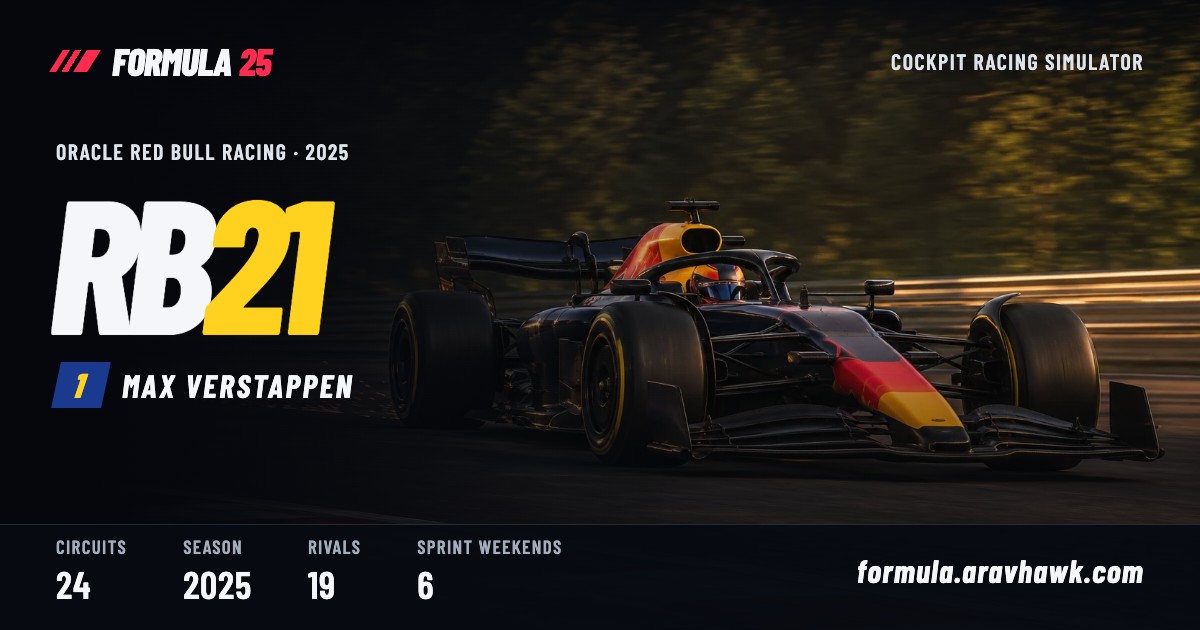 FORMULA 25
COCKPIT RACING SIMULATOR
ORACLE RED BULL RACING · 2025
RB21
1 MAX VERSTAPPEN
CIRCUITS SEASON RIVALS SPRINT WEEKENDS
24 2025 19 6
formula.aravhawk.com